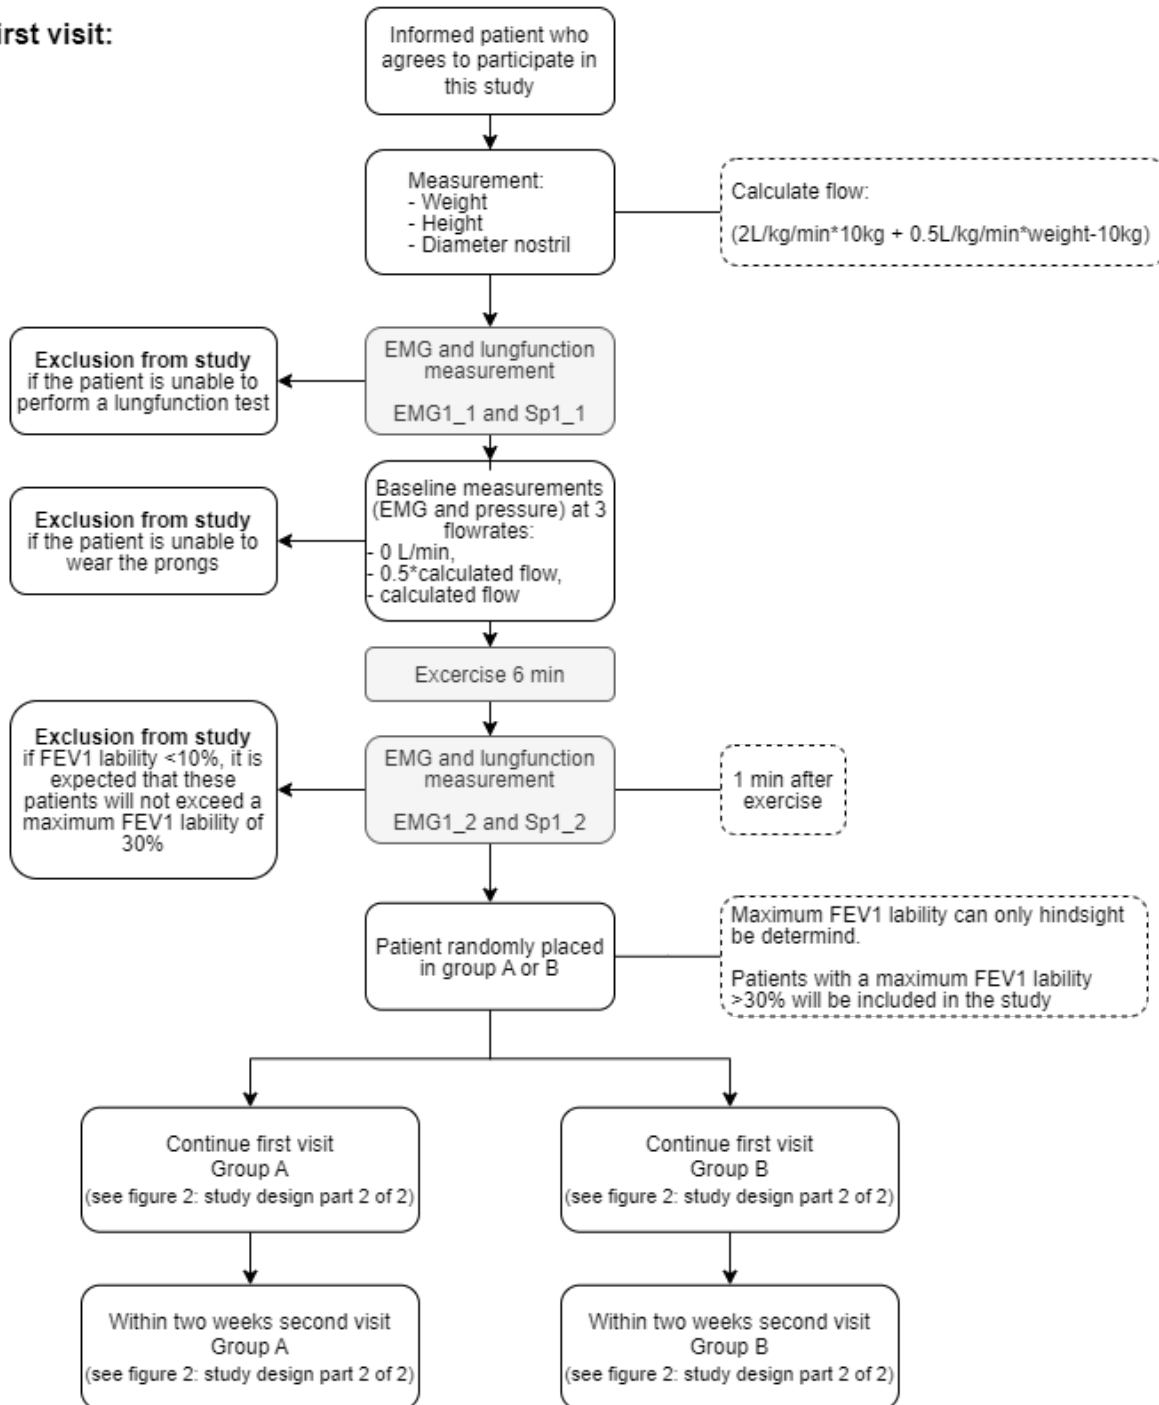 irst visit:
Informed patient who
agrees to participate in
this study
Measurement:
- Weight
- Height
- Diameter nostril
Calculate flow:
(2L/kg/min*10kg + 0.5L/kg/min*weight-10kg)
EMG and lungfunction
measurement
EMG1_1 and Sp1_1
Exclusion from study
if the patient is unable to
perform a lungfunction test
Baseline measurements
(EMG and pressure) at 3
flowrates:
- 0 L/min,
- 0.5*calculated flow,
- calculated flow
Exclusion from study
if the patient is unable to
wear the prongs
Excercise 6 min
EMG and lungfunction
measurement
EMG1_2 and Sp1_2
Exclusion from study
if FEV1 lability <10%, it is
expected that these
patients will not exceed a
maximum FEV1 lability of
30%
1 min after
exercise
Patient randomly placed
in group A or B
Maximum FEV1 lability can only hindsight
be determind.
Patients with a maximum FEV1 lability
>30% will be included in the study
Continue first visit
Group A
(see figure 2: study design part 2 of 2)
Continue first visit
Group B
(see figure 2: study design part 2 of 2)
Within two weeks second visit
Group A
(see figure 2: study design part 2 of 2)
Within two weeks second visit
Group B
(see figure 2: study design part 2 of 2)